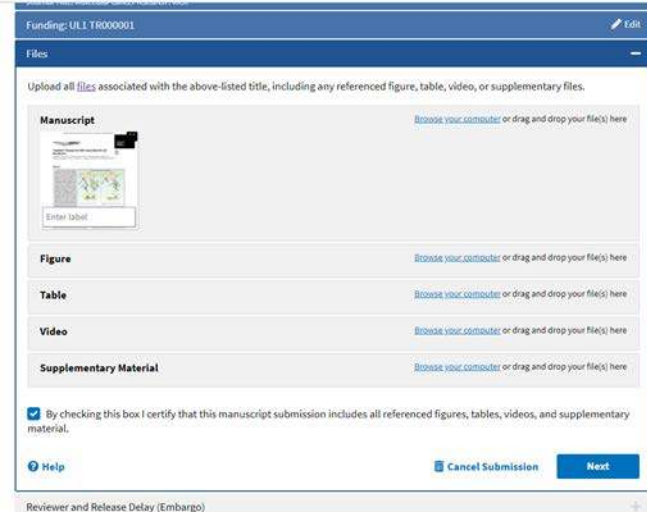 Funding: UL1 TR000001
Edit
Files
Upload all files associated with the above-listed title, including any referenced figure, table, video, or supplementary files.
Manuscript
Browse your computer or drag and drop your file(s) here
Enter label
Figure
Browse your computer or drag and drop your file(s) here
Table
Browse your computer or drag and drop your file(s) here
Video
Browse your computer or drag and drop your file(s) here
Supplementary Material
Browse your computer or drag and drop your file(s) here
By checking this box I certify that this manuscript submission includes all referenced figures, tables, videos, and supplementary
material.
Help
Cancel Submission
Next
Reviewer and Release Delay (Embargo)